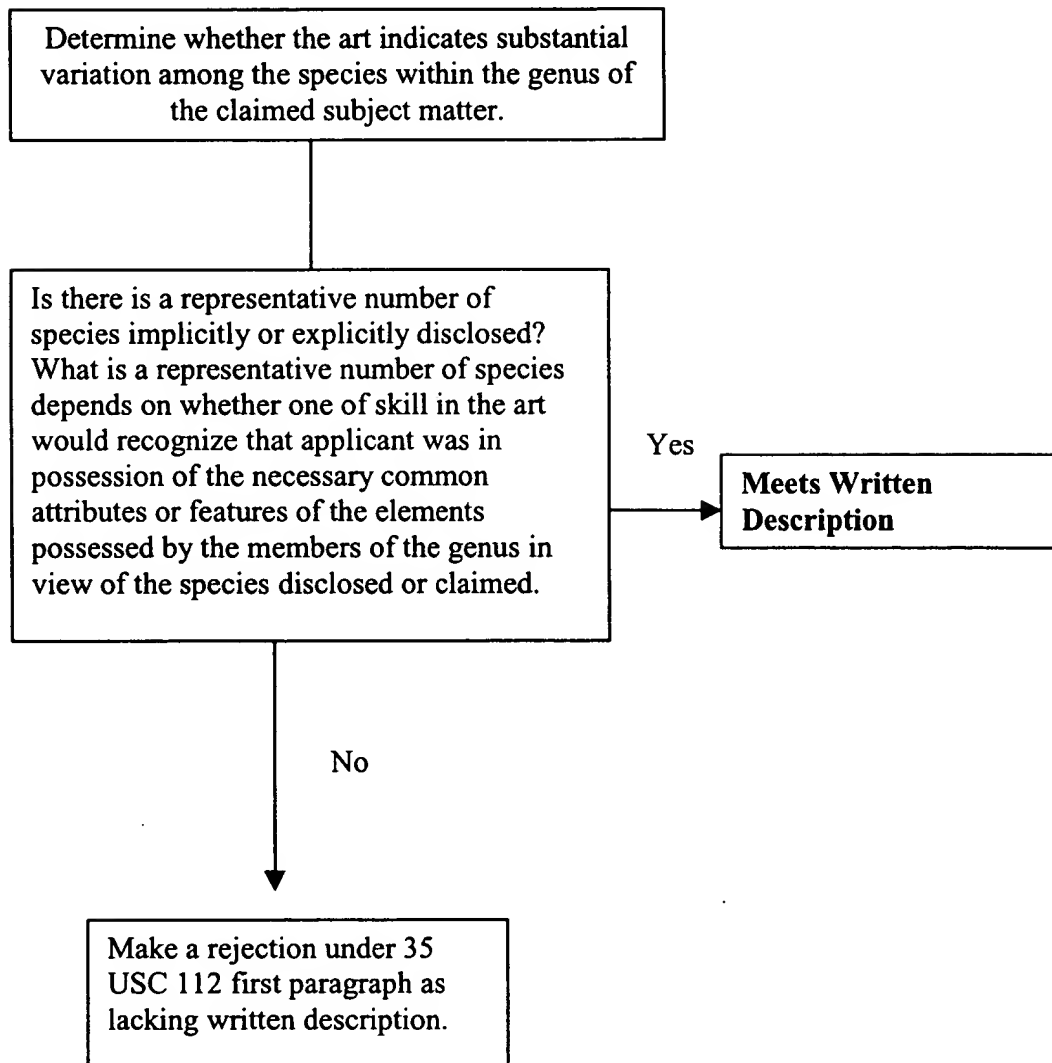 Determine whether the art indicates substantial
variation among the species within the genus of
the claimed subject matter.
Is there is a representative number of
species implicitly or explicitly disclosed?
What is a representative number of species
depends on whether one of skill in the art
would recognize that applicant was in
possession of the necessary common
attributes or features of the elements
possessed by the members of the genus in
view of the species disclosed or claimed.
Yes
Meets Written
Description
No
Make a rejection under 35
USC 112 first paragraph as
lacking written description.